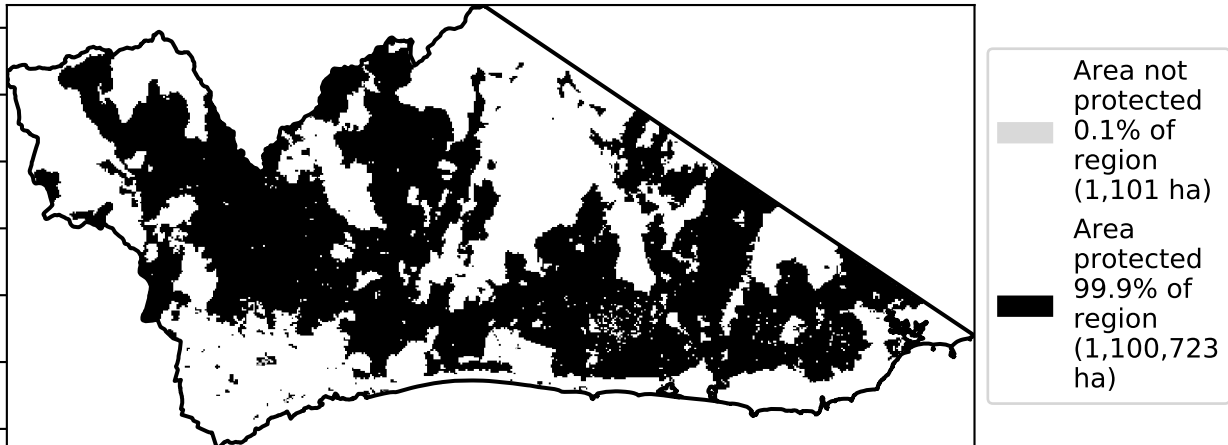 Area not
protected
0.1% of
region
(1,101 ha)
Area
protected
99.9% of
region
(1,100,723
ha)